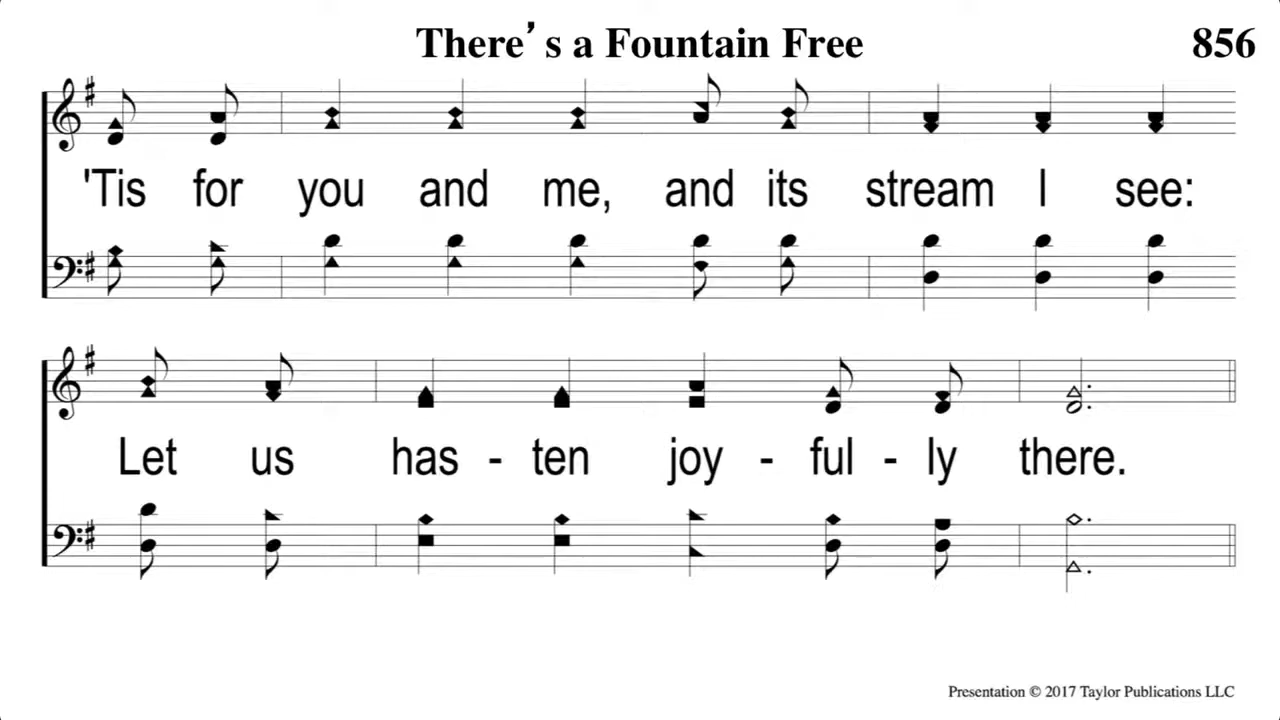 There's a Fountain Free 856
'Tis for you and me, and its stream I see:
Let us has - ten joy - ful - ly there.
Presentation © 2017 Taylor Publications LLC